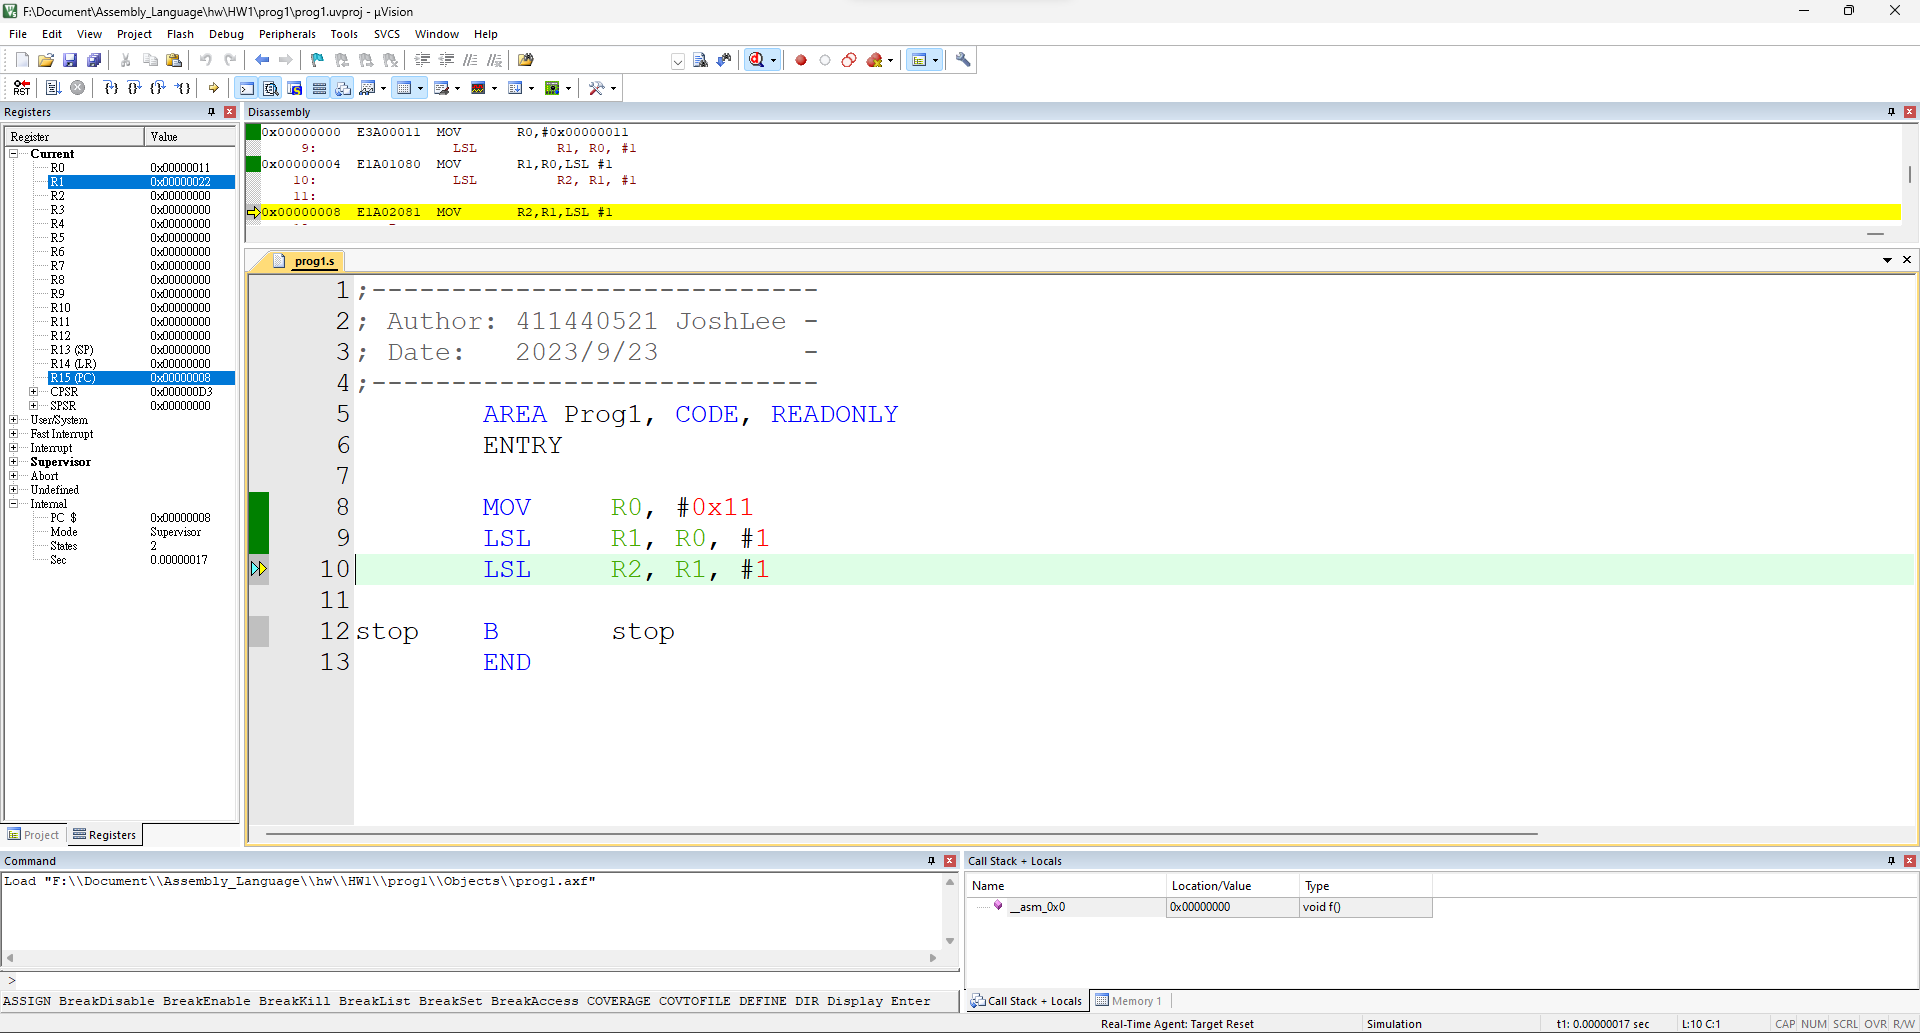 F:\Document\Assembly_Language\hw\HW1\prog1\prog1.uvproj - µVision
File Edit View Project Flash Debug Peripherals Tools SVCS Window Help
RST
Registers
Register Value
Current
R0 0x00000011
R1 0x00000022
R2 0x00000000
R3 0x00000000
R4 0x00000000
R5 0x00000000
R6 0x00000000
R7 0x00000000
R8 0x00000000
R9 0x00000000
R10 0x00000000
R11 0x00000000
R12 0x00000000
R13 (SP) 0x00000000
R14 (LR) 0x00000000
R15 (PC) 0x00000008
CPSR 0x000000D3
SPSR 0x00000000
User/System
Fast Interrupt
Interrupt
Supervisor
Abort
Undefined
Internal
PC $ 0x00000008
Mode Supervisor
States 2
Sec 0.00000017
Project Registers
Disassembly
0x00000000 E3A00011 MOV R0,#0x00000011
9: LSL R1, R0, #1
0x00000004 E1A01080 MOV R1,R0,LSL #1
10: LSL R2, R1, #1
11:
0x00000008 E1A02081 MOV R2,R1,LSL #1
prog1.s
1 ;----------------------------
2 ; Author: 411440521 JoshLee -
3 ; Date: 2023/9/23 -
4 ;----------------------------
5 AREA Prog1, CODE, READONLY
6 ENTRY
7
8 MOV R0, #0x11
9 LSL R1, R0, #1
10 LSL R2, R1, #1
11
12 stop B stop
13 END
Command
Load "F:\\Document\\Assembly_Language\\hw\\HW1\\prog1\\Objects\\prog1.axf"
>
ASSIGN BreakDisable BreakEnable BreakKill BreakList BreakSet BreakAccess COVERAGE COVTOFILE DEFINE DIR Display Enter
Call Stack + Locals
Name Location/Value Type
__asm_0x0 0x00000000 void f()
Call Stack + Locals Memory 1
Real-Time Agent: Target Reset Simulation t1: 0.00000017 sec L:10 C:1 CAP NUM SCRL OVR R/W